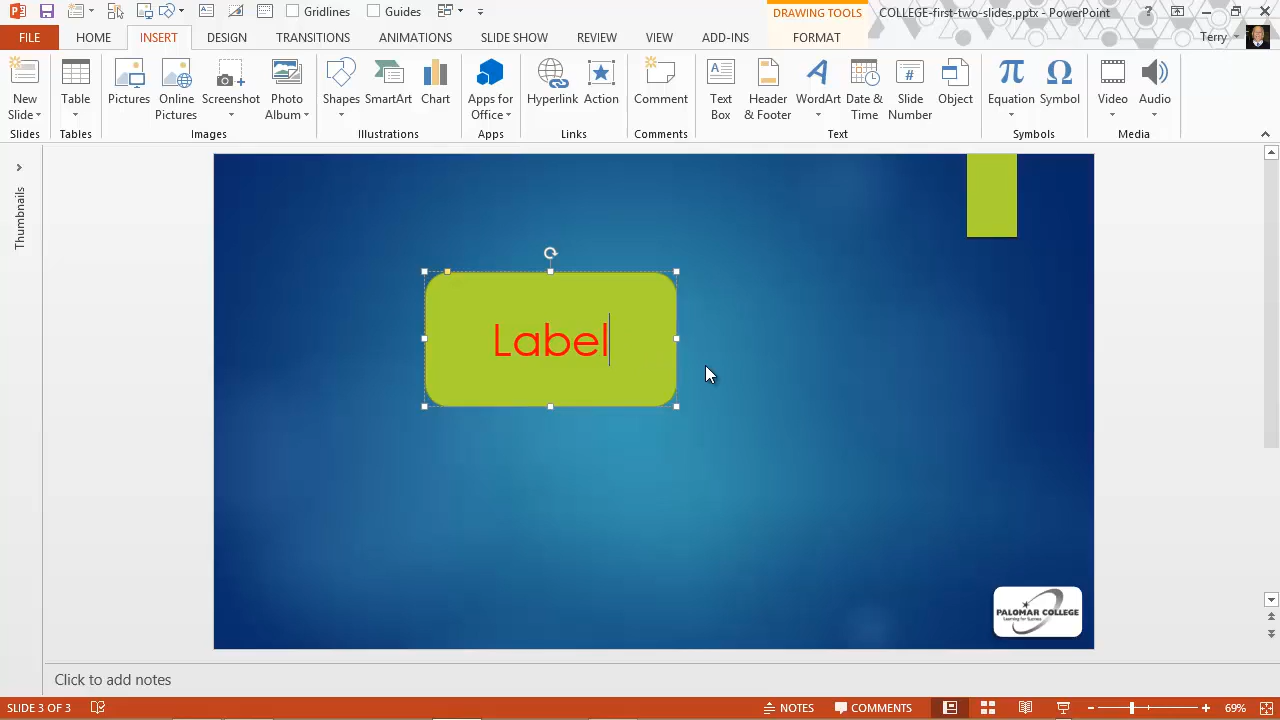 Gridlines
Guides
DRAWING TOOLS
COLLEGE-first-two-slides.pptx - PowerPoint
?
FILE
HOME
INSERT
DESIGN
TRANSITIONS
ANIMATIONS
SLIDE SHOW
REVIEW
VIEW
ADD-INS
FORMAT
Terry
New
Slide
Table
Pictures
Online
Pictures
Screenshot
Photo
Album
Shapes
SmartArt
Chart
Apps for
Office
Hyperlink
Action
Comment
Text
Box
Header
& Footer
WordArt
Date &
Time
Slide
Number
Object
Equation
Symbol
Video
Audio
Slides
Tables
Images
Illustrations
Apps
Links
Comments
Text
Symbols
Media
Thumbnails
Label
PALOMAR COLLEGE
Learning for Success
Click to add notes
SLIDE 3 OF 3
NOTES
COMMENTS
69%